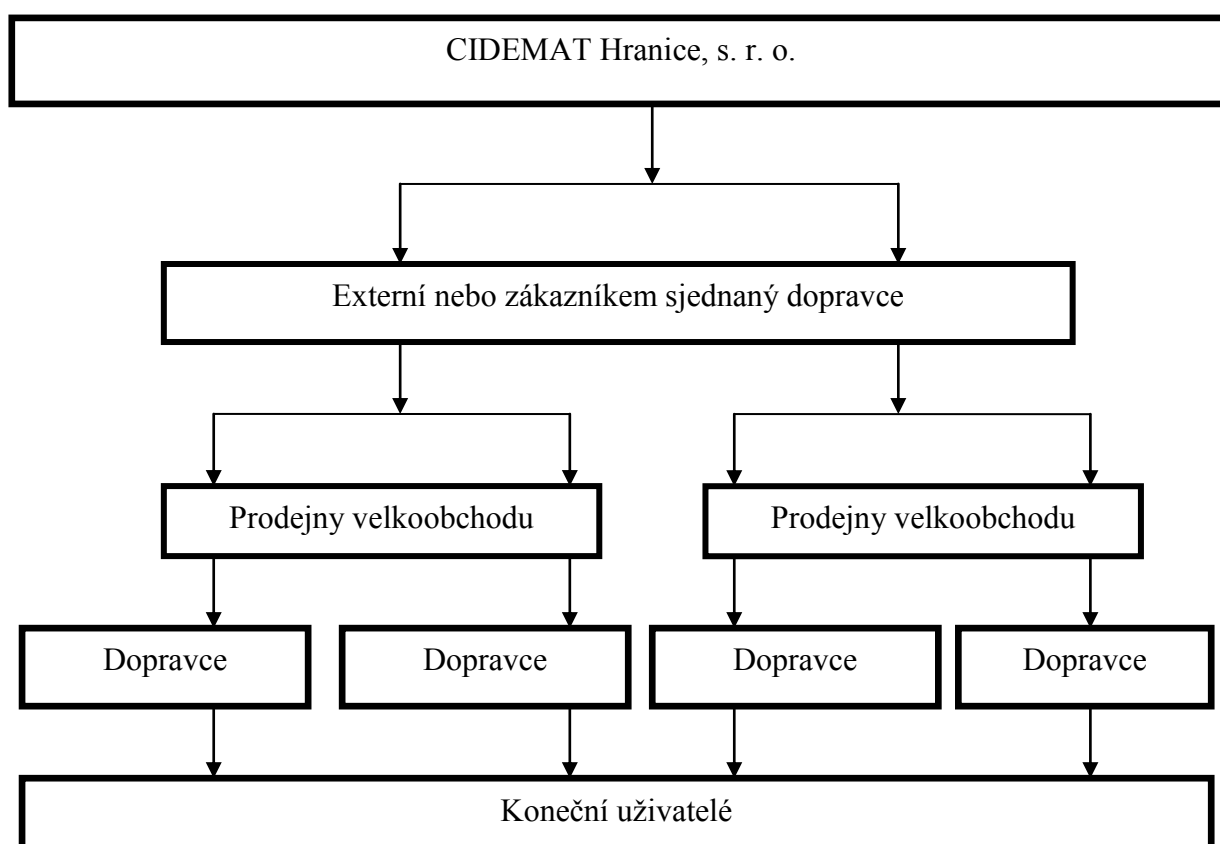 CIDEMAT Hranice, s. r. o.
Externí nebo zákazníkem sjednaný dopravce
Prodejny velkoobchodu
Prodejny velkoobchodu
Dopravce
Dopravce
Dopravce
Dopravce
Koneční uživatelé